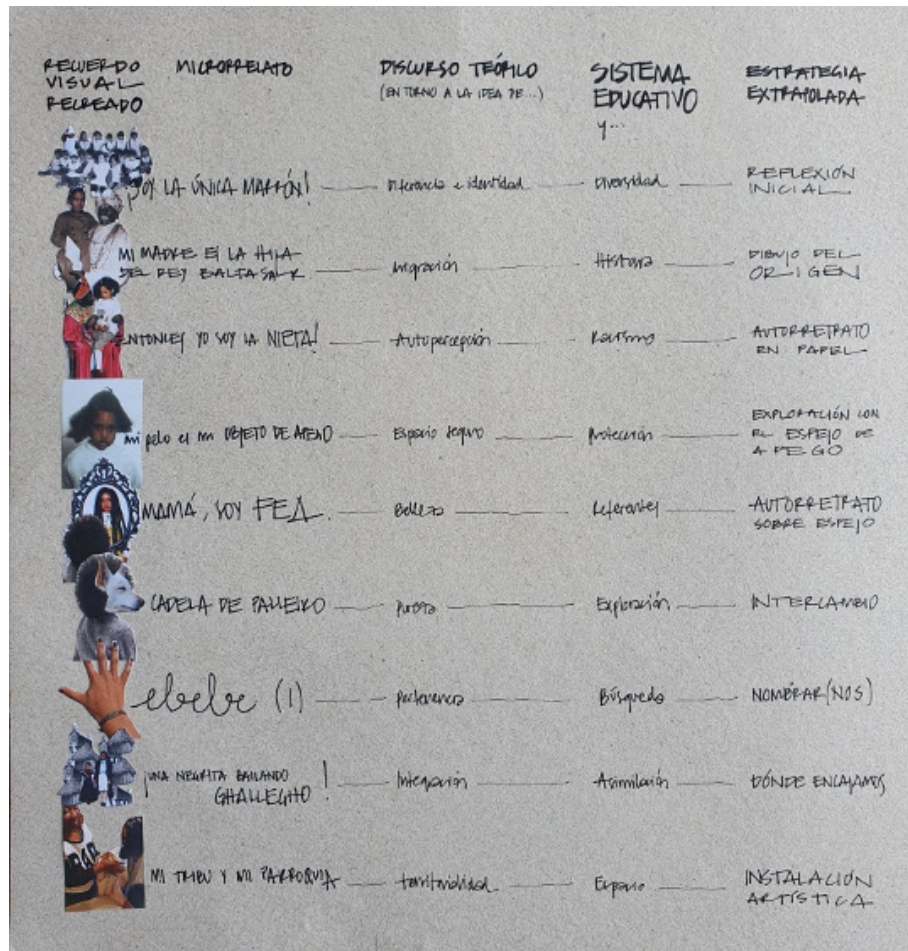 RECUERDO
VISUAL
RECREADO
MICRORRELATO
DISCURSO TEÓRICO
(EN TORNO A LA IDEA DE...)
SISTEMA
EDUCATIVO
y...
ESTRATEGIA
EXTRAPOLADA
¡SOY LA ÚNICA MARRÓN!
Diferencia e identidad
Diversidad
REFLEXIÓN
INICIAL
MI MADRE ES LA HIJA
DEL REY BALTASAR
migración
Historia
DIBUJO DEL
ORIGEN
ENTONCES YO SOY LA NIETA!
Autopercepción
Racismo
AUTORRETRATO
EN PAPEL
mi pelo es mi OBJETO DE APEGO
Espacio seguro
protección
EXPLORACIÓN CON
EL ESPEJO DE
APEGO
MAMÁ, SOY FEA.
Belleza
Referentes
AUTORRETRATO
SOBRE ESPEJO
CADELA DE PALLEIRO
pureza
Exploración
INTERCAMBIO
ebebe (1)
pertenencia
Búsqueda
NOMBRAR(NOS)
¡UNA NEGRITA BAILANDO
GHALLEGHO!
Integración
Asimilación
DÓNDE ENCAJAMOS
MI TRIBU Y MI PARROQUIA
territorialidad
Espacio
INSTALACIÓN
ARTÍSTICA